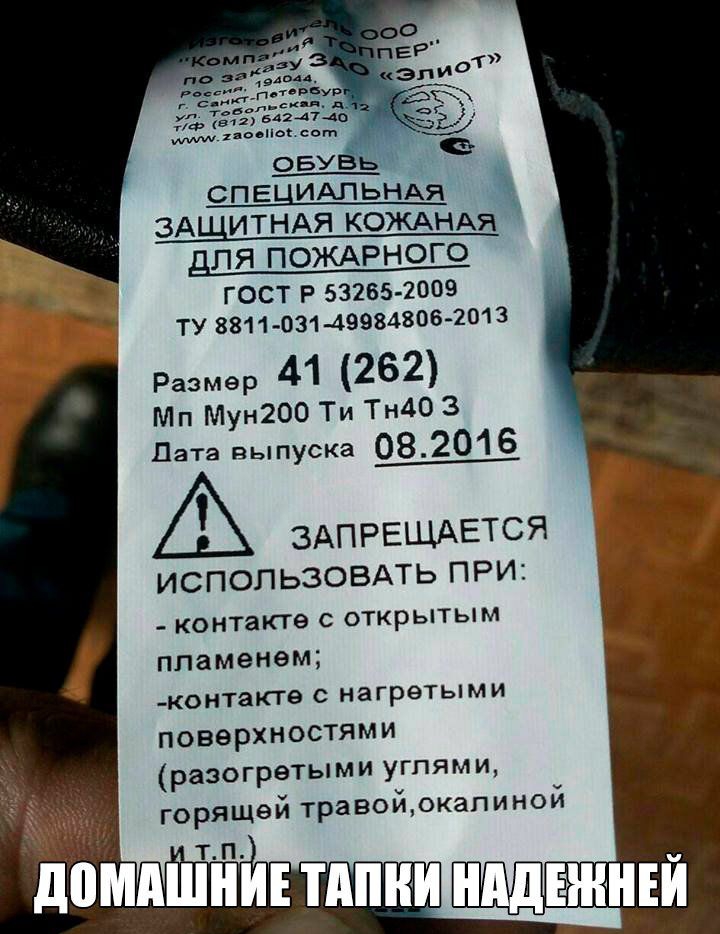 Изготовитель ООО
"Компания ТОППЕР"
по заказу ЗАО «Элиот»
Россия, 194044,
г. Санкт-Петербург,
ул. Тобольская, д.12
т/ф (812) 642-47-40
www.zaoeliot.com
ОБУВЬ
СПЕЦИАЛЬНАЯ
ЗАЩИТНАЯ КОЖАНАЯ
ДЛЯ ПОЖАРНОГО
ГОСТ Р 53265-2009
ТУ 8811-031-49984806-2013
Размер 41 (262)
Мп Мун200 Ти Тн40 З
Дата выпуска 08.2016
ЗАПРЕЩАЕТСЯ
ИСПОЛЬЗОВАТЬ ПРИ:
- контакте с открытым
пламенем;
-контакте с нагретыми
поверхностями
(разогретыми углями,
горящей травой,окалиной
и т.п.)
ДОМАШНИЕ ТАПКИ НАДЕЖНЕЙ